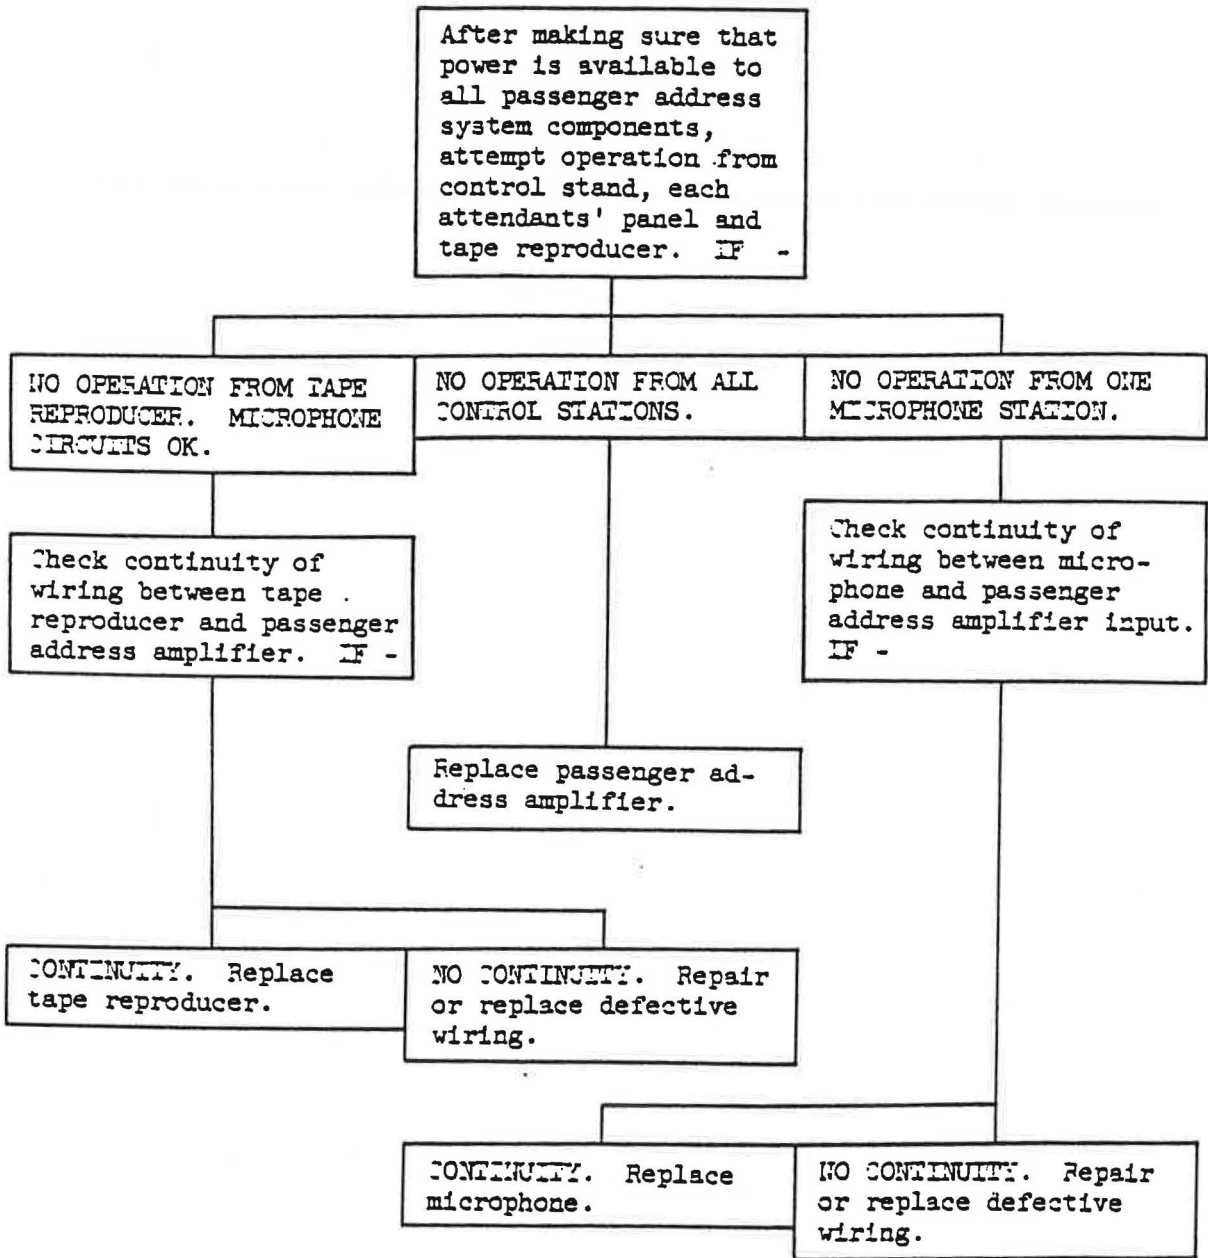 After making sure that
power is available to
all passenger address
system components,
attempt operation from
control stand, each
attendants' panel and
tape reproducer. IF -
NO OPERATION FROM TAPE
REPRODUCER. MICROPHONE
CIRCUITS OK.
NO OPERATION FROM ALL
CONTROL STATIONS.
NO OPERATION FROM ONE
MICROPHONE STATION.
Check continuity of
wiring between tape
reproducer and passenger
address amplifier. IF -
Check continuity of
wiring between micro-
phone and passenger
address amplifier input.
IF -
Replace passenger ad-
dress amplifier.
CONTINUITY. Replace
tape reproducer.
NO CONTINUITY. Repair
or replace defective
wiring.
CONTINUITY. Replace
microphone.
NO CONTINUITY. Repair
or replace defective
wiring.